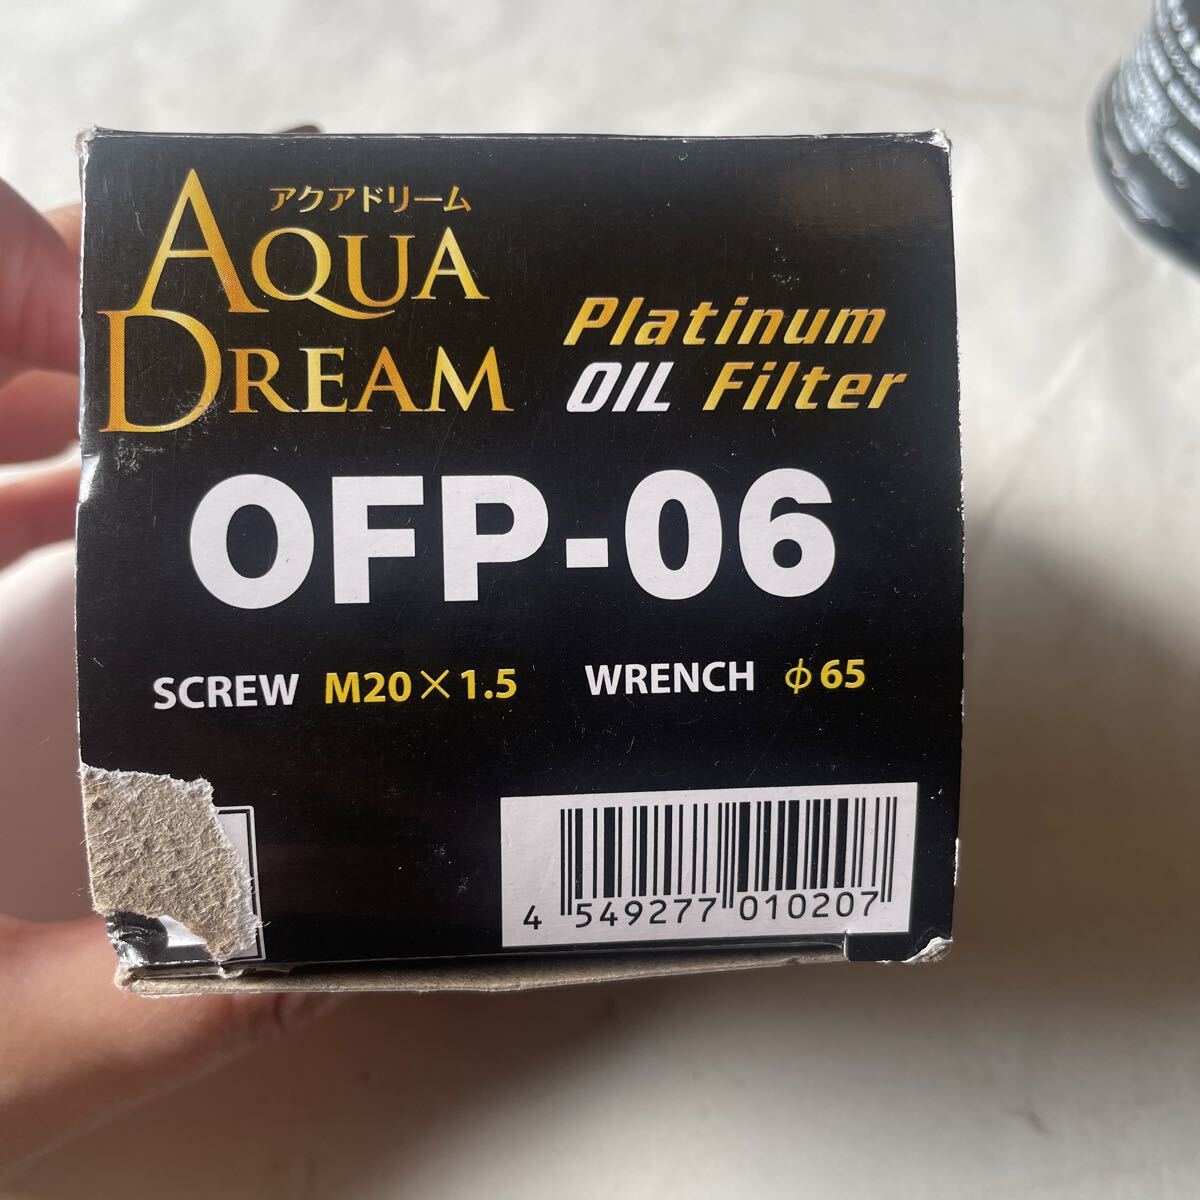 アクアドリーム
AQUA
DREAM
Platinum
OIL Filter
OFP-06
SCREW M20×1.5 WRENCH φ65
4 549277 010207